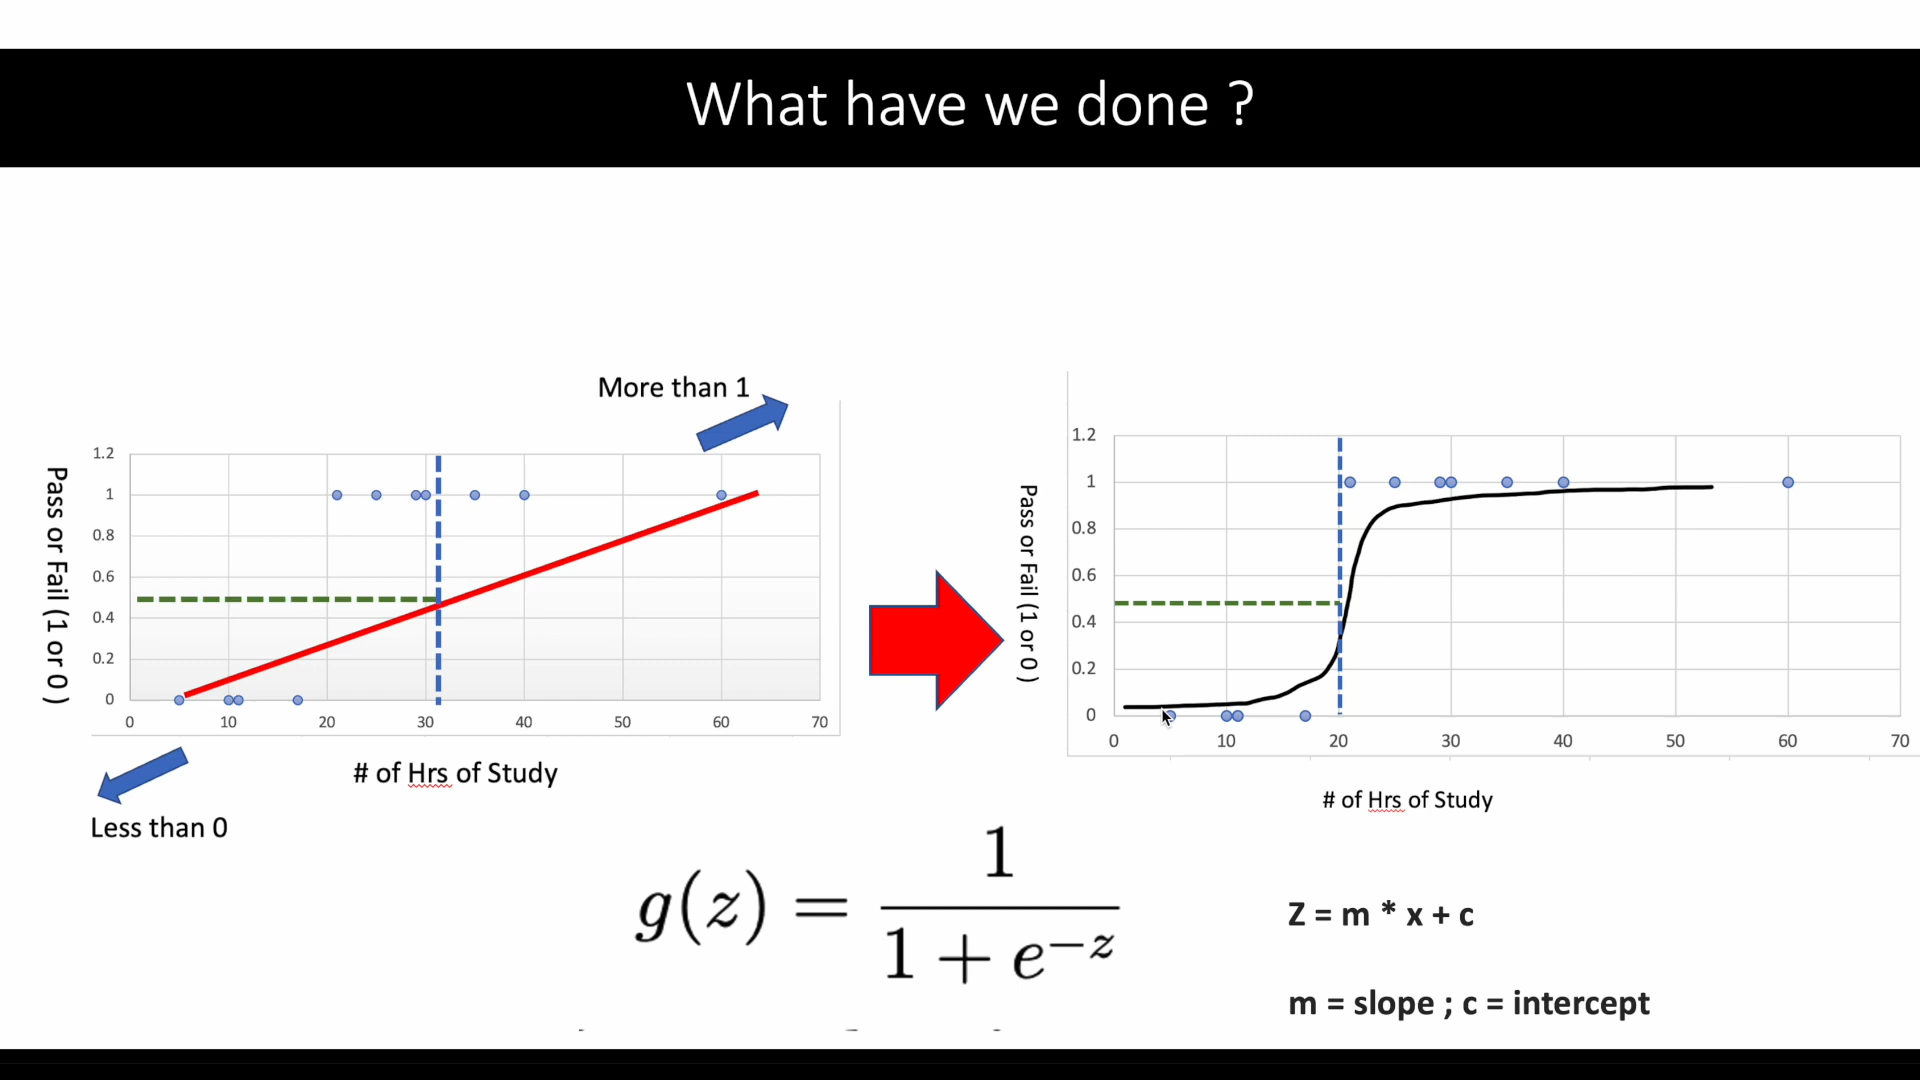 What have we done ?
More than 1
1.2
1
0.8
0.6
0.4
0.2
0
0 10 20 30 40 50 60 70
Pass or Fail (1 or 0 )
# of Hrs of Study
Less than 0
1.2
1
0.8
0.6
0.4
0.2
0
0 10 20 30 40 50 60 70
Pass or Fail (1 or 0 )
# of Hrs of Study
g(z) = 1 / (1 + e^{-z})
Z = m * x + c
m = slope ; c = intercept